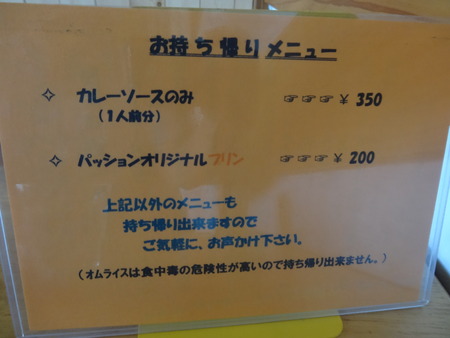 お持ち帰りメニュー
✧ カレーソースのみ ☞☞☞¥350
(1人前分)
✧ パッションオリジナルプリン ☞☞☞¥200
上記以外のメニューも
持ち帰り出来ますので
ご気軽に、お声かけ下さい。
(オムライスは食中毒の危険性が高いので持ち帰り出来ません。)